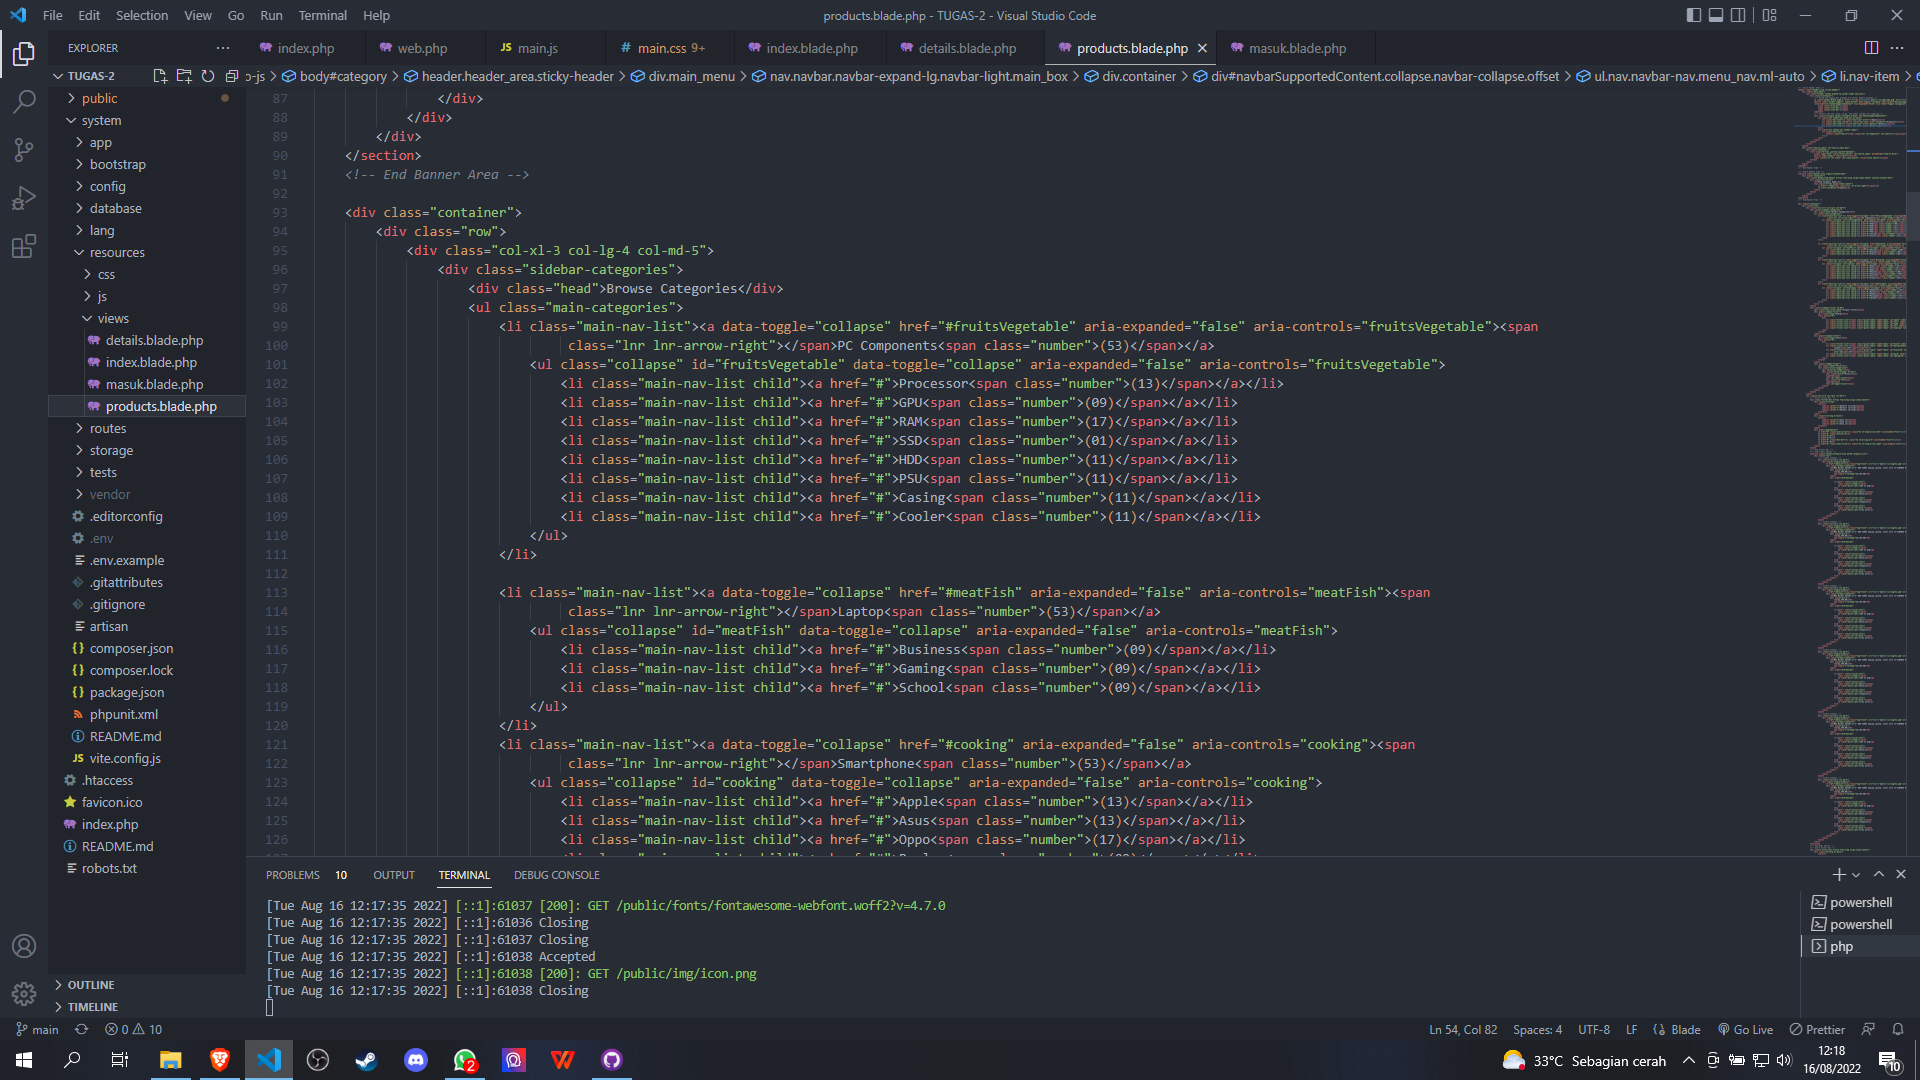 File Edit Selection View Go Run Terminal Help
products.blade.php - TUGAS-2 - Visual Studio Code
EXPLORER
index.php web.php main.js main.css 9+ index.blade.php details.blade.php products.blade.php masuk.blade.php
TUGAS-2
o-js > body#category > header.header_area.sticky-header > div.main_menu > nav.navbar.navbar-expand-lg.navbar-light.main_box > div.container > div#navbarSupportedContent.collapse.navbar-collapse.offset > ul.nav.navbar-nav.menu_nav.ml-auto > li.nav-item >
public
system
app
bootstrap
config
database
lang
resources
css
js
views
details.blade.php
index.blade.php
masuk.blade.php
products.blade.php
routes
storage
tests
vendor
.editorconfig
.env
.env.example
.gitattributes
.gitignore
artisan
composer.json
composer.lock
package.json
phpunit.xml
README.md
vite.config.js
.htaccess
favicon.ico
index.php
README.md
robots.txt
OUTLINE
TIMELINE
87 </div>
88 </div>
89 </div>
90 </section>
91 <!-- End Banner Area -->
92
93 <div class="container">
94 <div class="row">
95 <div class="col-xl-3 col-lg-4 col-md-5">
96 <div class="sidebar-categories">
97 <div class="head">Browse Categories</div>
98 <ul class="main-categories">
99 <li class="main-nav-list"><a data-toggle="collapse" href="#fruitsVegetable" aria-expanded="false" aria-controls="fruitsVegetable"><span
100 class="lnr lnr-arrow-right"></span>PC Components<span class="number">(53)</span></a>
101 <ul class="collapse" id="fruitsVegetable" data-toggle="collapse" aria-expanded="false" aria-controls="fruitsVegetable">
102 <li class="main-nav-list child"><a href="#">Processor<span class="number">(13)</span></a></li>
103 <li class="main-nav-list child"><a href="#">GPU<span class="number">(09)</span></a></li>
104 <li class="main-nav-list child"><a href="#">RAM<span class="number">(17)</span></a></li>
105 <li class="main-nav-list child"><a href="#">SSD<span class="number">(01)</span></a></li>
106 <li class="main-nav-list child"><a href="#">HDD<span class="number">(11)</span></a></li>
107 <li class="main-nav-list child"><a href="#">PSU<span class="number">(11)</span></a></li>
108 <li class="main-nav-list child"><a href="#">Casing<span class="number">(11)</span></a></li>
109 <li class="main-nav-list child"><a href="#">Cooler<span class="number">(11)</span></a></li>
110 </ul>
111 </li>
112
113 <li class="main-nav-list"><a data-toggle="collapse" href="#meatFish" aria-expanded="false" aria-controls="meatFish"><span
114 class="lnr lnr-arrow-right"></span>Laptop<span class="number">(53)</span></a>
115 <ul class="collapse" id="meatFish" data-toggle="collapse" aria-expanded="false" aria-controls="meatFish">
116 <li class="main-nav-list child"><a href="#">Business<span class="number">(09)</span></a></li>
117 <li class="main-nav-list child"><a href="#">Gaming<span class="number">(09)</span></a></li>
118 <li class="main-nav-list child"><a href="#">School<span class="number">(09)</span></a></li>
119 </ul>
120 </li>
121 <li class="main-nav-list"><a data-toggle="collapse" href="#cooking" aria-expanded="false" aria-controls="cooking"><span
122 class="lnr lnr-arrow-right"></span>Smartphone<span class="number">(53)</span></a>
123 <ul class="collapse" id="cooking" data-toggle="collapse" aria-expanded="false" aria-controls="cooking">
124 <li class="main-nav-list child"><a href="#">Apple<span class="number">(13)</span></a></li>
125 <li class="main-nav-list child"><a href="#">Asus<span class="number">(13)</span></a></li>
126 <li class="main-nav-list child"><a href="#">Oppo<span class="number">(17)</span></a></li>
PROBLEMS 10 OUTPUT TERMINAL DEBUG CONSOLE
[Tue Aug 16 12:17:35 2022] [::1]:61037 [200]: GET /public/fonts/fontawesome-webfont.woff2?v=4.7.0
[Tue Aug 16 12:17:35 2022] [::1]:61036 Closing
[Tue Aug 16 12:17:35 2022] [::1]:61037 Closing
[Tue Aug 16 12:17:35 2022] [::1]:61038 Accepted
[Tue Aug 16 12:17:35 2022] [::1]:61038 [200]: GET /public/img/icon.png
[Tue Aug 16 12:17:35 2022] [::1]:61038 Closing
powershell
powershell
php
main 0 10 Ln 54, Col 82 Spaces: 4 UTF-8 LF Blade Go Live Prettier
2 33°C Sebagian cerah 12:18
16/08/2022 10